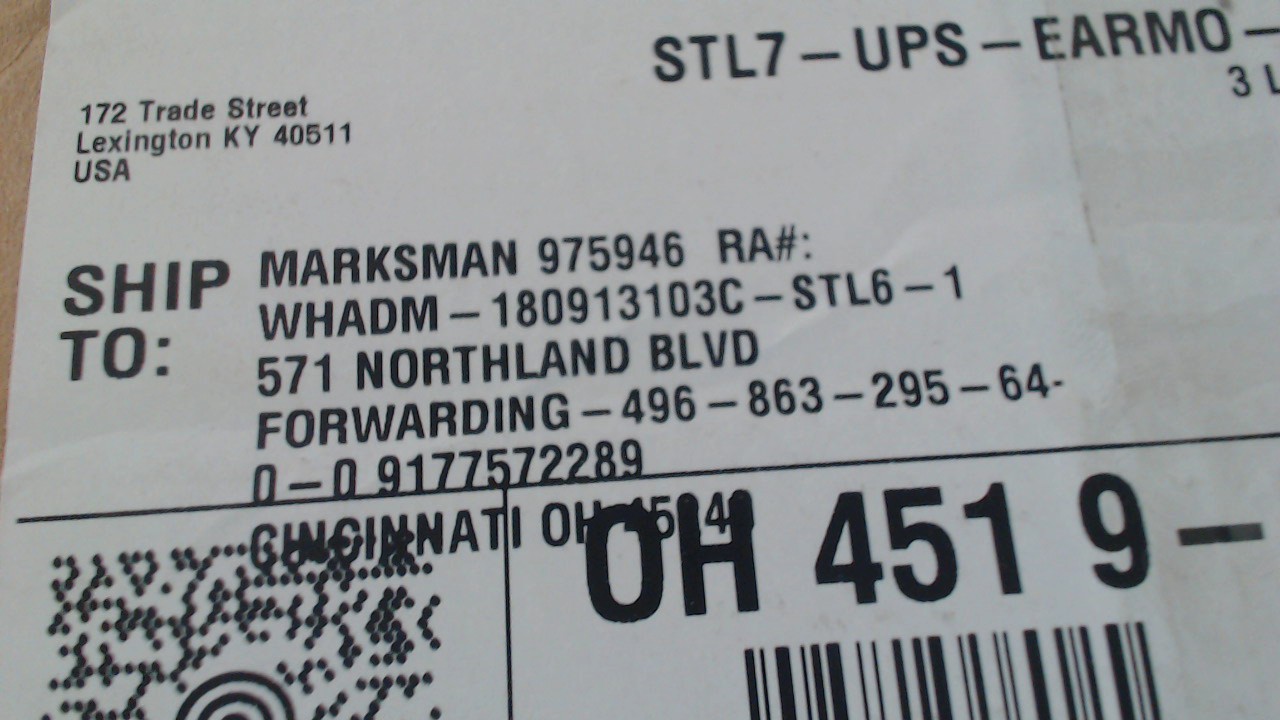 STL7-UPS-EARMO-
3 L
172 Trade Street
Lexington KY 40511
USA
SHIP TO:
MARKSMAN 975946 RA#:
WHADM-180913103C-STL6-1
571 NORTHLAND BLVD
FORWARDING-496-863-295-64-
0-0 9177572289
CINCINNATI OH
OH 451 9-